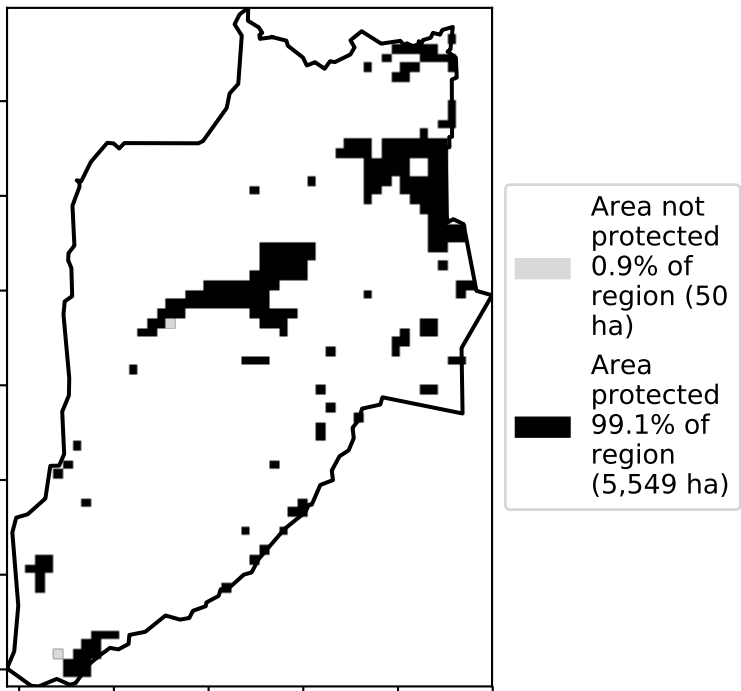 Area not
protected
0.9% of
region (50
ha)
Area
protected
99.1% of
region
(5,549 ha)